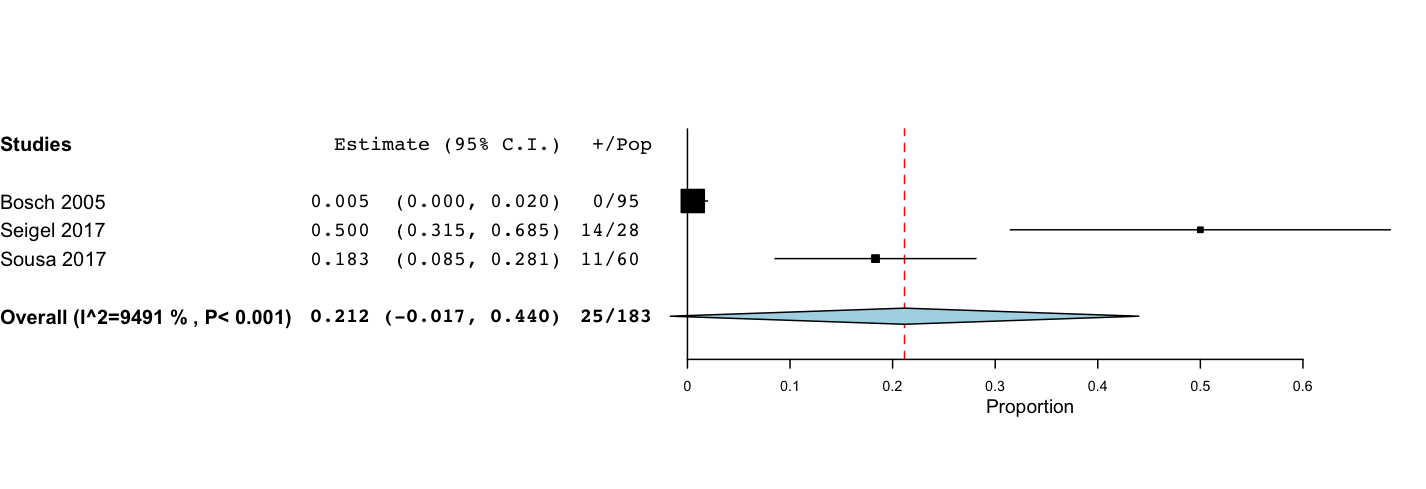 Studies Estimate (95% C.I.) +/Pop
Bosch 2005 0.005 (0.000, 0.020) 0/95
Seigel 2017 0.500 (0.315, 0.685) 14/28
Sousa 2017 0.183 (0.085, 0.281) 11/60
Overall (I^2=9491 % , P< 0.001) 0.212 (-0.017, 0.440) 25/183
0 0.1 0.2 0.3 0.4 0.5 0.6
Proportion